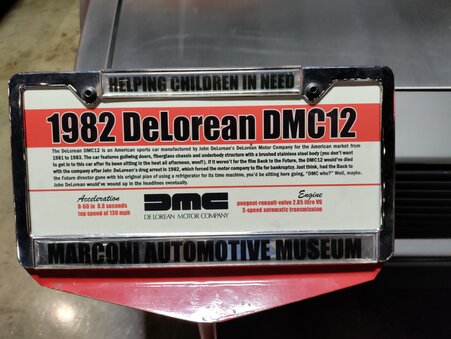 HELPING CHILDREN IN NEED
1982 DeLorean DMC12
The DeLorean DMC12 is an American sports car manufactured by John DeLorean's DeLorean Motor Company for the American market from
1981 to 1983. The car features gullwing doors, fiberglass chassis and underbody structure with a brushed stainless steel body (you don't want
to get in to this car after its been sitting in the heat all afternoon, woof!). If it weren't for the film Back to the Future, the DMC12 would've died
with the company after John DeLorean's drug arrest in 1982, which forced the company to file for bankruptcy. Just think, had the Back to
the Future director gone with his original plan of using a refrigerator for its time machine, you'd be sitting here going, "DMC who?" Well, maybe.
John DeLorean would've wound up in the headlines eventually.
Acceleration
0-60 in 8.8 seconds
top speed of 130 mph
DMC
DE LOREAN MOTOR COMPANY
Engine
peugeot-renault-volvo 2.85 litre V6
3-speed automatic transmission
MARCONI AUTOMOTIVE MUSEUM